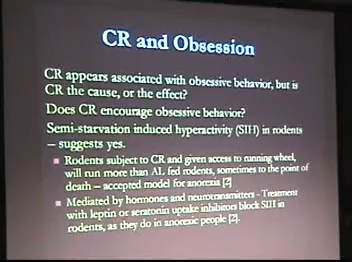 CR and Obsession
CR appears associated with obsessive behavior, but is
CR the cause, or the effect?
Does CR encourage obsessive behavior?
Semi-starvation induced hyperactivity (SIH) in rodents
– suggests yes.
Rodents subject to CR and given access to running wheel,
will run more than AL fed rodents, sometimes to the point of
death – accepted model for anorexia [2]
Mediated by hormones and neurotransmitters - Treatment
with leptin or seratonin uptake inhibitors block SIH in
rodents, as they do in anorexic people [2].